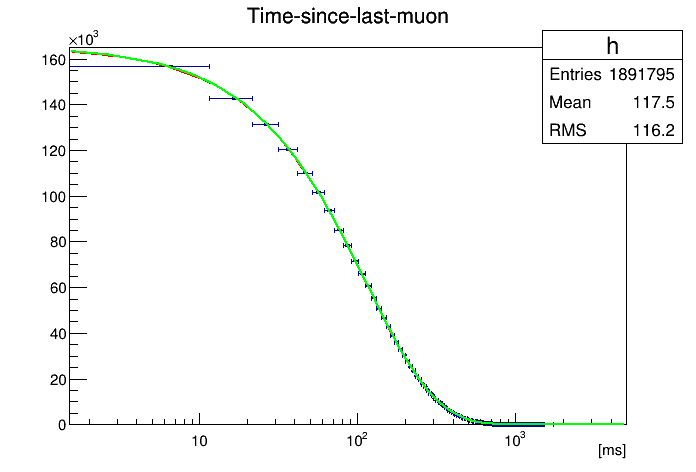 Time-since-last-muon
×10³
h
Entries 1891795
Mean 117.5
RMS 116.2
160
140
120
100
80
60
40
20
0
10 10² 10³
[ms]